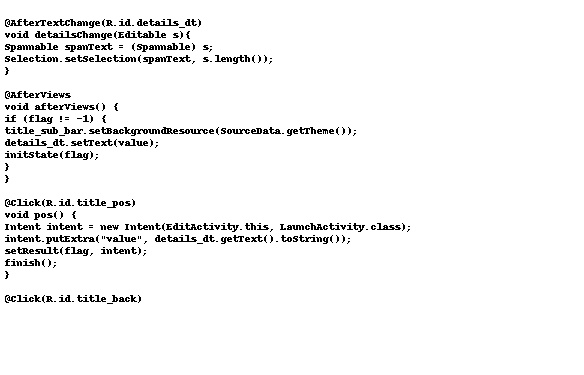 @AfterTextChange(R.id.details_dt)
void detailsChange(Editable s){
Spannable spanText = (Spannable) s;
Selection.setSelection(spanText, s.length());
}
@AfterViews
void afterViews() {
if (flag != -1) {
title_sub_bar.setBackgroundResource(SourceData.getTheme());
details_dt.setText(value);
initState(flag);
}
}
@Click(R.id.title_pos)
void pos() {
Intent intent = new Intent(EditActivity.this, LaunchActivity.class);
intent.putExtra("value", details_dt.getText().toString());
setResult(flag, intent);
finish();
}
@Click(R.id.title_back)